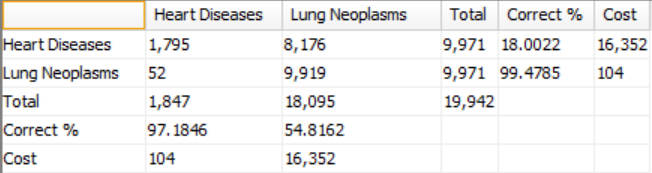 Heart Diseases Lung Neoplasms Total Correct % Cost
Heart Diseases 1,795 8,176 9,971 18.0022 16,352
Lung Neoplasms 52 9,919 9,971 99.4785 104
Total 1,847 18,095 19,942
Correct % 97.1846 54.8162
Cost 104 16,352